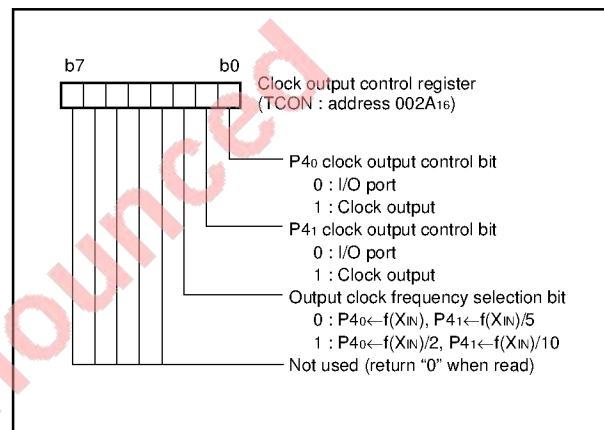 b7 b0
Clock output control register
(TCON : address 002A16)
P40 clock output control bit
0 : I/O port
1 : Clock output
P41 clock output control bit
0 : I/O port
1 : Clock output
Output clock frequency selection bit
0 : P40←f(XIN), P41←f(XIN)/5
1 : P40←f(XIN)/2, P41←f(XIN)/10
Not used (return “0” when read)
ounced